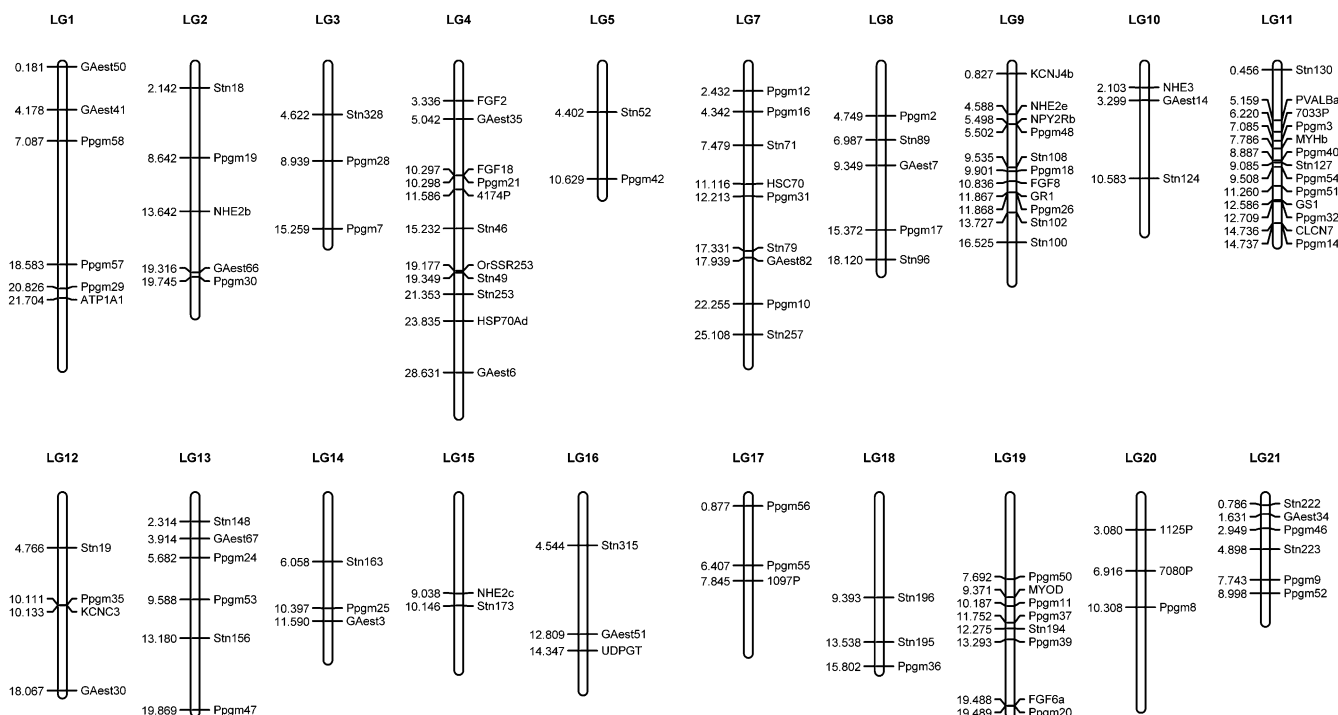 LG1 LG2 LG3 LG4 LG5 LG7 LG8 LG9 LG10 LG11
0.181 GAest50
4.178 GAest41
7.087 Ppgm58
18.583 Ppgm57
20.826 Ppgm29
21.704 ATP1A1
2.142 Stn18
8.642 Ppgm19
13.642 NHE2b
19.316 GAest66
19.745 Ppgm30
4.622 Stn328
8.939 Ppgm28
15.259 Ppgm7
3.336 FGF2
5.042 GAest35
10.297 FGF18
10.298 Ppgm21
11.586 4174P
15.232 Stn46
19.177 OrSSR253
19.349 Stn49
21.353 Stn253
23.835 HSP70Ad
28.631 GAest6
4.402 Stn52
10.629 Ppgm42
2.432 Ppgm12
4.342 Ppgm16
7.479 Stn71
11.116 HSC70
12.213 Ppgm31
17.331 Stn79
17.939 GAest82
22.255 Ppgm10
25.108 Stn257
4.749 Ppgm2
6.987 Stn89
9.349 GAest7
15.372 Ppgm17
18.120 Stn96
0.827 KCNJ4b
4.588 NHE2e
5.498 NPY2Rb
5.502 Ppgm48
9.535 Stn108
9.901 Ppgm18
10.836 FGF8
11.867 GR1
11.868 Ppgm26
13.727 Stn102
16.525 Stn100
2.103 NHE3
3.299 GAest14
10.583 Stn124
0.456 Stn130
5.159 PVALBa
6.220 7033P
7.085 Ppgm3
7.786 MYHb
8.887 Ppgm40
9.085 Stn127
9.508 Ppgm54
11.260 Ppgm51
12.586 GS1
12.709 Ppgm32
14.736 CLCN7
14.737 Ppgm14
LG12 LG13 LG14 LG15 LG16 LG17 LG18 LG19 LG20 LG21
4.766 Stn19
10.111 Ppgm35
10.133 KCNC3
18.067 GAest30
2.314 Stn148
3.914 GAest67
5.682 Ppgm24
9.588 Ppgm53
13.180 Stn156
19.869 Ppgm47
6.058 Stn163
10.397 Ppgm25
11.590 GAest3
9.038 NHE2c
10.146 Stn173
4.544 Stn315
12.809 GAest51
14.347 UDPGT
0.877 Ppgm56
6.407 Ppgm55
7.845 1097P
9.393 Stn196
13.538 Stn195
15.802 Ppgm36
7.692 Ppgm50
9.371 MYOD
10.187 Ppgm11
11.752 Ppgm37
12.275 Stn194
13.293 Ppgm39
19.488 FGF6a
19.489 Ppgm20
3.080 1125P
6.916 7080P
10.308 Ppgm8
0.786 Stn222
1.631 GAest34
2.949 Ppgm46
4.898 Stn223
7.743 Ppgm9
8.998 Ppgm52